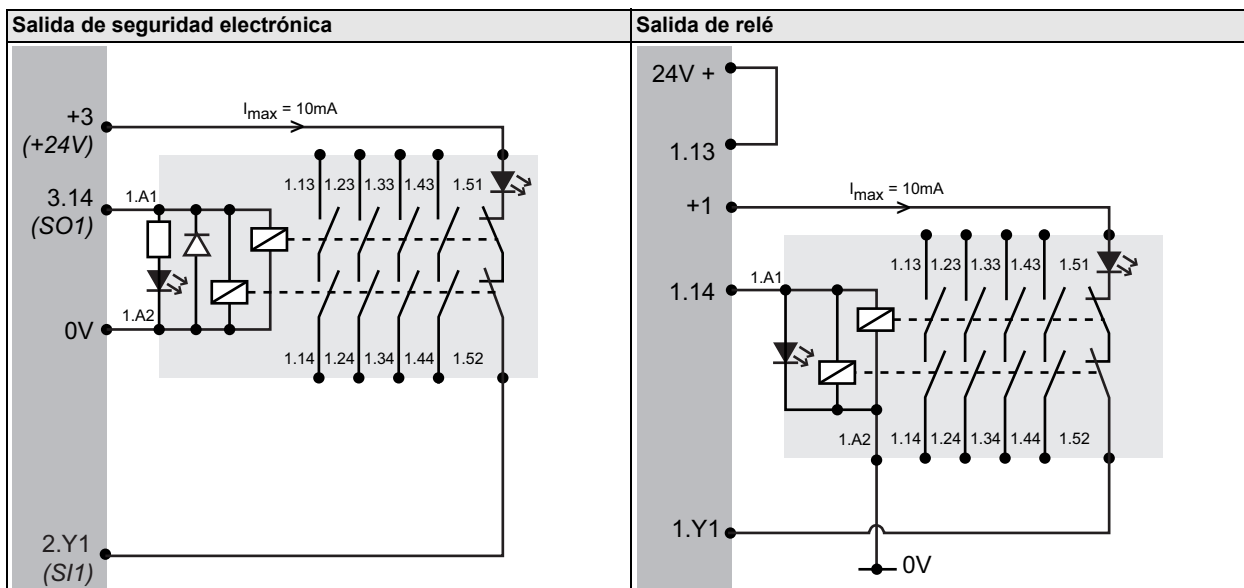 Salida de seguridad electrónica
+3
(+24V)
Imax = 10mA
3.14
(SO1)
1.A1
1.13 1.23 1.33 1.43 1.51
0V
1.A2
1.14 1.24 1.34 1.44 1.52
2.Y1
(SI1)
Salida de relé
24V +
1.13
+1
Imax = 10mA
1.14
1.A1
1.13 1.23 1.33 1.43 1.51
1.A2
1.14 1.24 1.34 1.44 1.52
1.Y1
0V